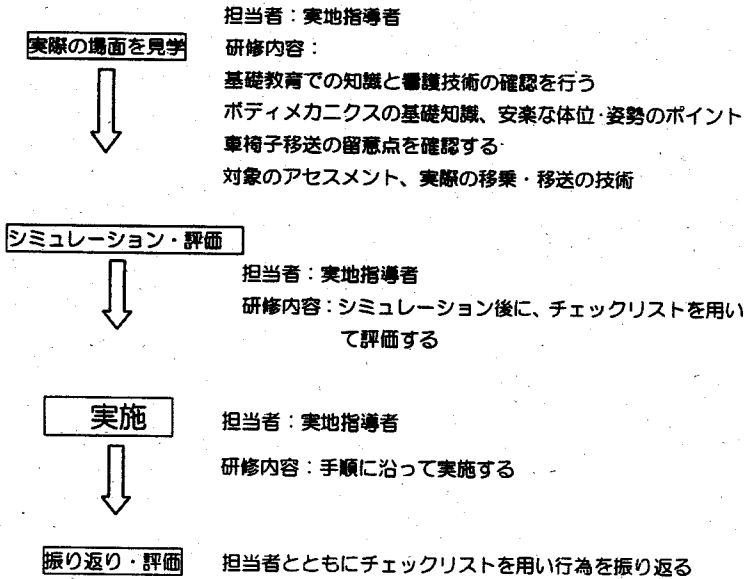 担当者：実地指導者
実際の場面を見学
研修内容：
基礎教育での知識と看護技術の確認を行う
ボディメカニクスの基礎知識、安楽な体位・姿勢のポイント
車椅子移送の留意点を確認する
対象のアセスメント、実際の移乗・移送の技術
シミュレーション・評価
担当者：実地指導者
研修内容：シミュレーション後に、チェックリストを用い
て評価する
実施
担当者：実地指導者
研修内容：手順に沿って実施する
振り返り・評価
担当者とともにチェックリストを用い行為を振り返る